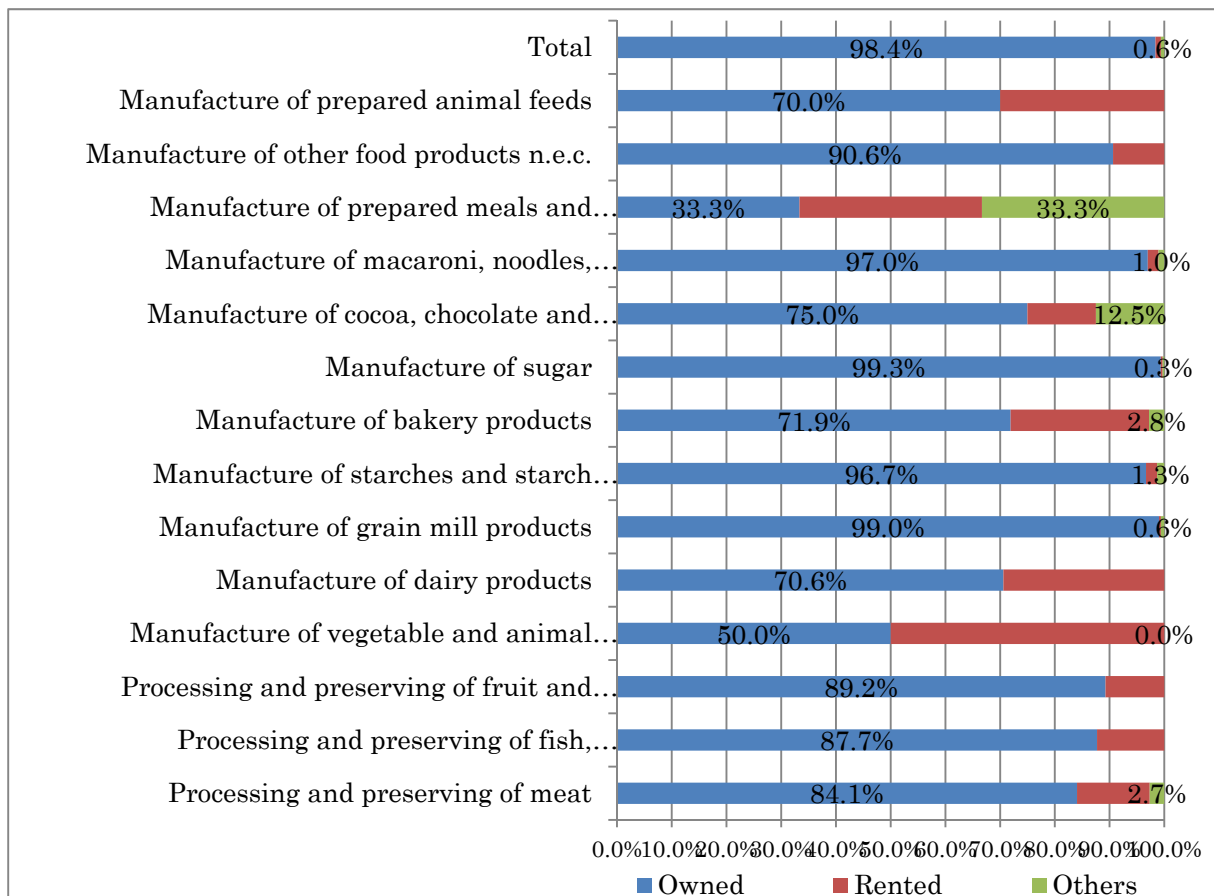 Total 98.4% 0.6%
Manufacture of prepared animal feeds 70.0%
Manufacture of other food products n.e.c. 90.6%
Manufacture of prepared meals and… 33.3% 33.3%
Manufacture of macaroni, noodles,… 97.0% 1.0%
Manufacture of cocoa, chocolate and… 75.0% 12.5%
Manufacture of sugar 99.3% 0.3%
Manufacture of bakery products 71.9% 2.8%
Manufacture of starches and starch… 96.7% 1.3%
Manufacture of grain mill products 99.0% 0.6%
Manufacture of dairy products 70.6%
Manufacture of vegetable and animal… 50.0% 0.0%
Processing and preserving of fruit and… 89.2%
Processing and preserving of fish,… 87.7%
Processing and preserving of meat 84.1% 2.7%
0.0% 10.0% 20.0% 30.0% 40.0% 50.0% 60.0% 70.0% 80.0% 90.0% 100.0%
Owned Rented Others